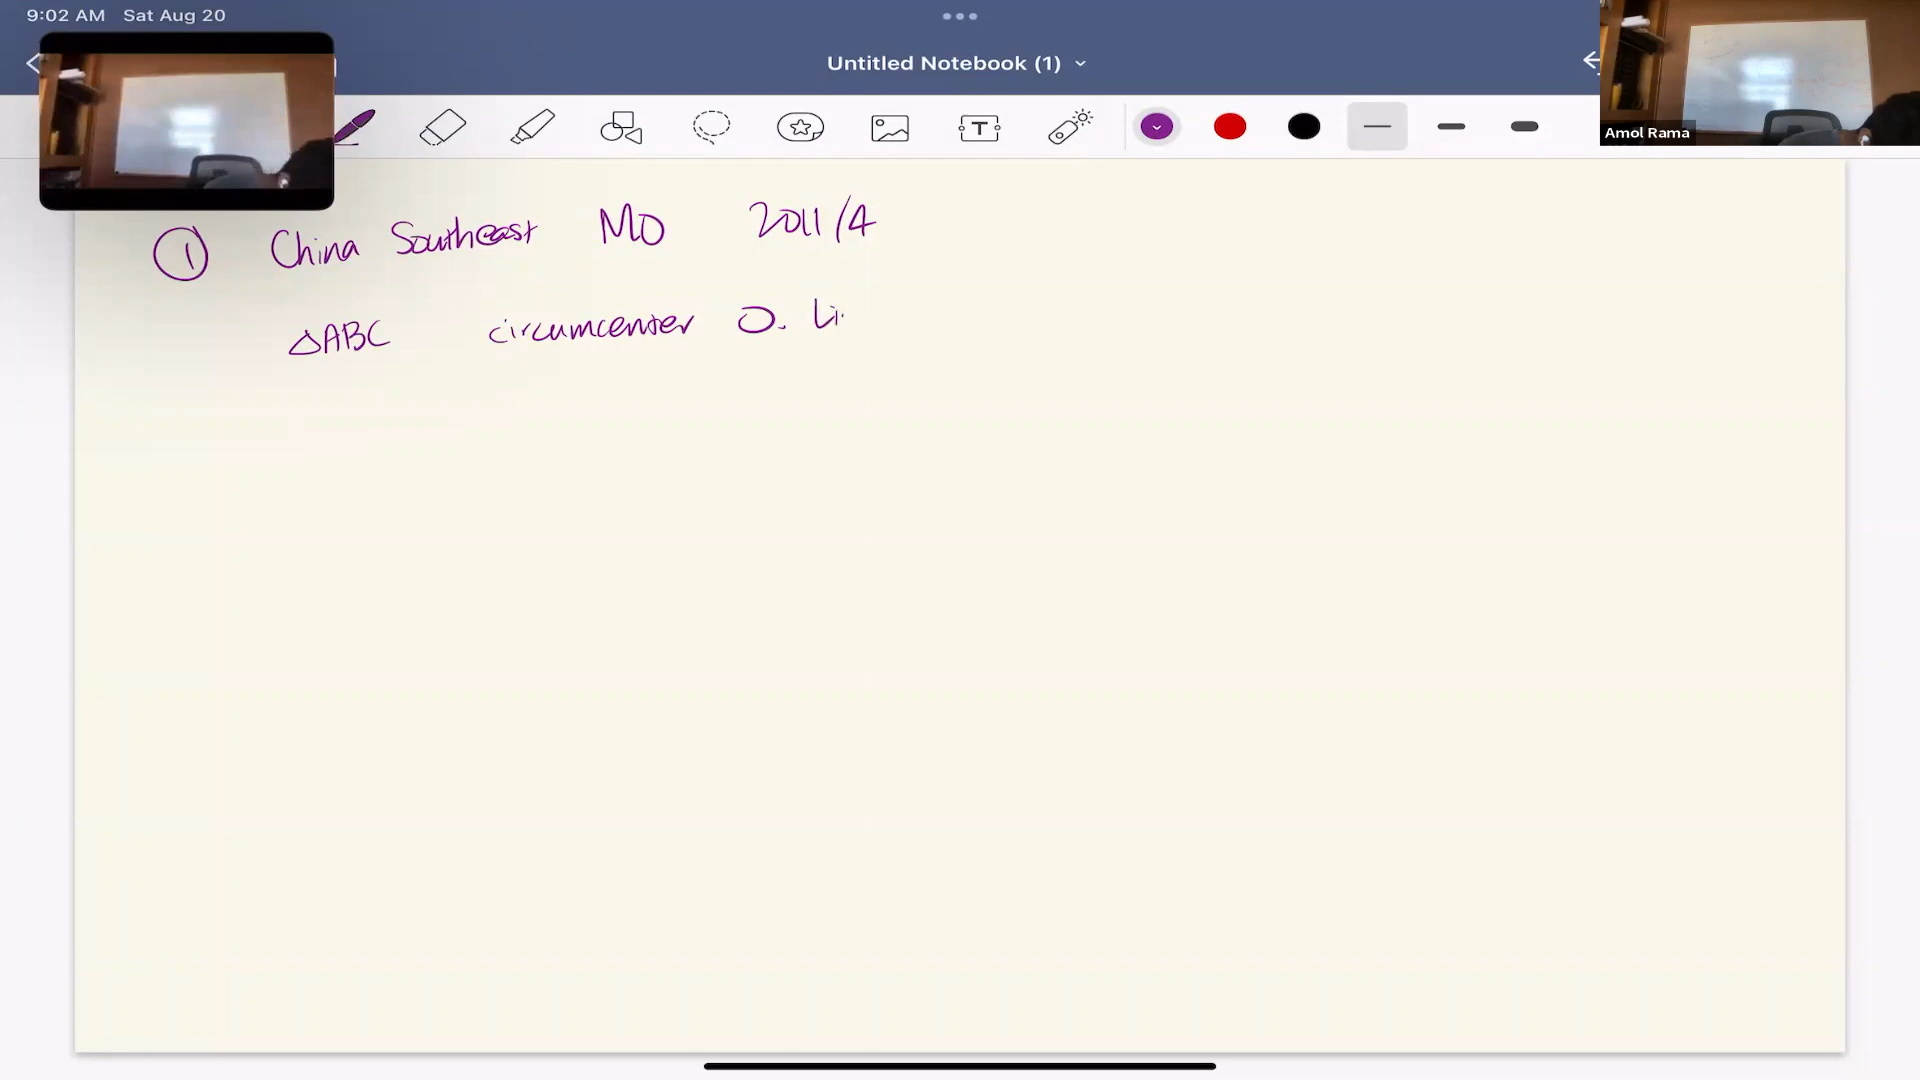 9:02 AM Sat Aug 20
Untitled Notebook (1)
T
Amol Rama
① China Southeast MO 2011/4
△ABC circumcenter O. Li